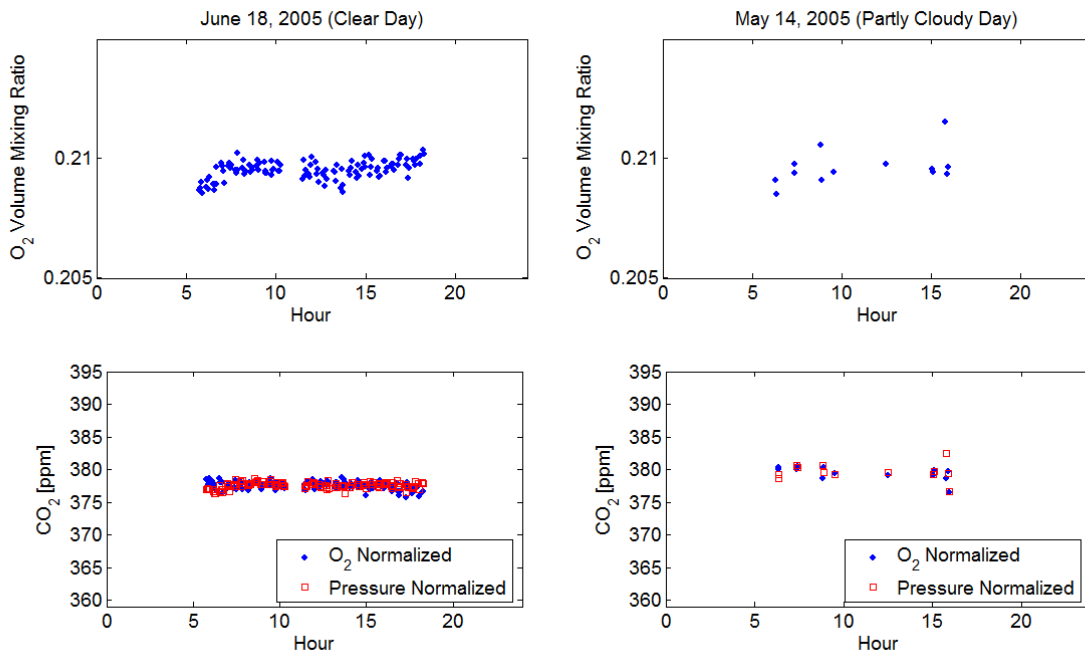 June 18, 2005 (Clear Day)
O₂ Volume Mixing Ratio
0.21
0.205
0 5 10 15 20
Hour
May 14, 2005 (Partly Cloudy Day)
O₂ Volume Mixing Ratio
0.21
0.205
0 5 10 15 20
Hour
CO₂ [ppm]
395
390
385
380
375
370
365
360
O₂ Normalized
Pressure Normalized
0 5 10 15 20
Hour
CO₂ [ppm]
395
390
385
380
375
370
365
360
O₂ Normalized
Pressure Normalized
0 5 10 15 20
Hour